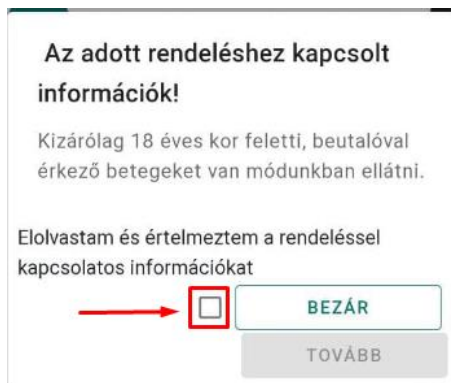 Az adott rendeléshez kapcsolt
információk!
Kizárólag 18 éves kor feletti, beutalóval
érkező betegeket van módunkban ellátni.
Elolvastam és értelmeztem a rendeléssel
kapcsolatos információkat
BEZÁR
TOVÁBB